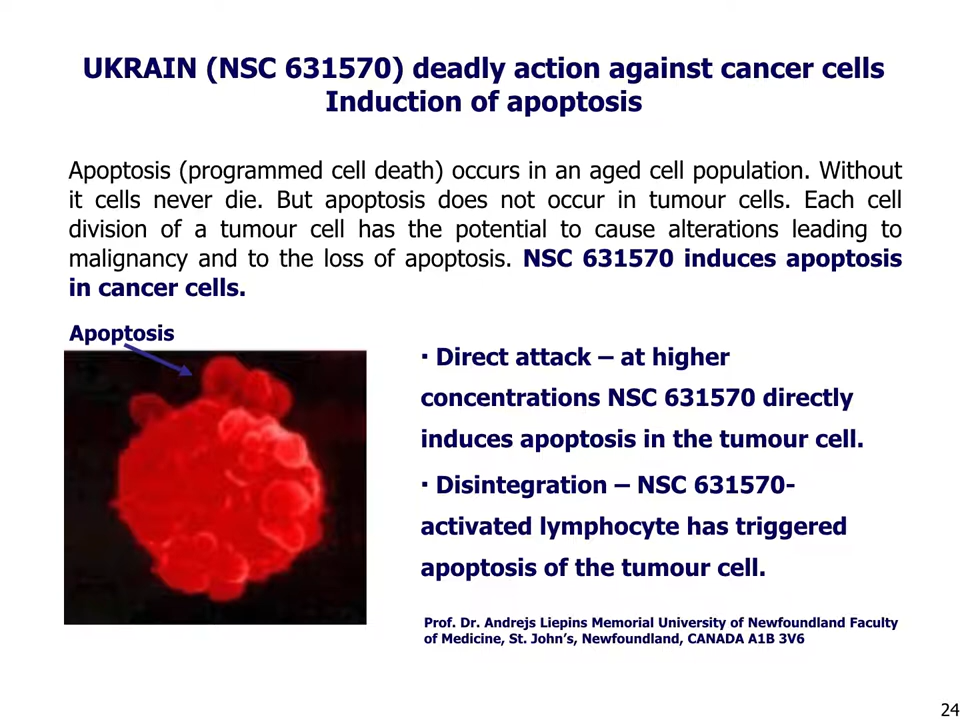 UKRAIN (NSC 631570) deadly action against cancer cells
Induction of apoptosis
Apoptosis (programmed cell death) occurs in an aged cell population. Without
it cells never die. But apoptosis does not occur in tumour cells. Each cell
division of a tumour cell has the potential to cause alterations leading to
malignancy and to the loss of apoptosis. NSC 631570 induces apoptosis
in cancer cells.
Apoptosis
· Direct attack – at higher
concentrations NSC 631570 directly
induces apoptosis in the tumour cell.
· Disintegration – NSC 631570-
activated lymphocyte has triggered
apoptosis of the tumour cell.
Prof. Dr. Andrejs Liepins Memorial University of Newfoundland Faculty
of Medicine, St. John’s, Newfoundland, CANADA A1B 3V6
24